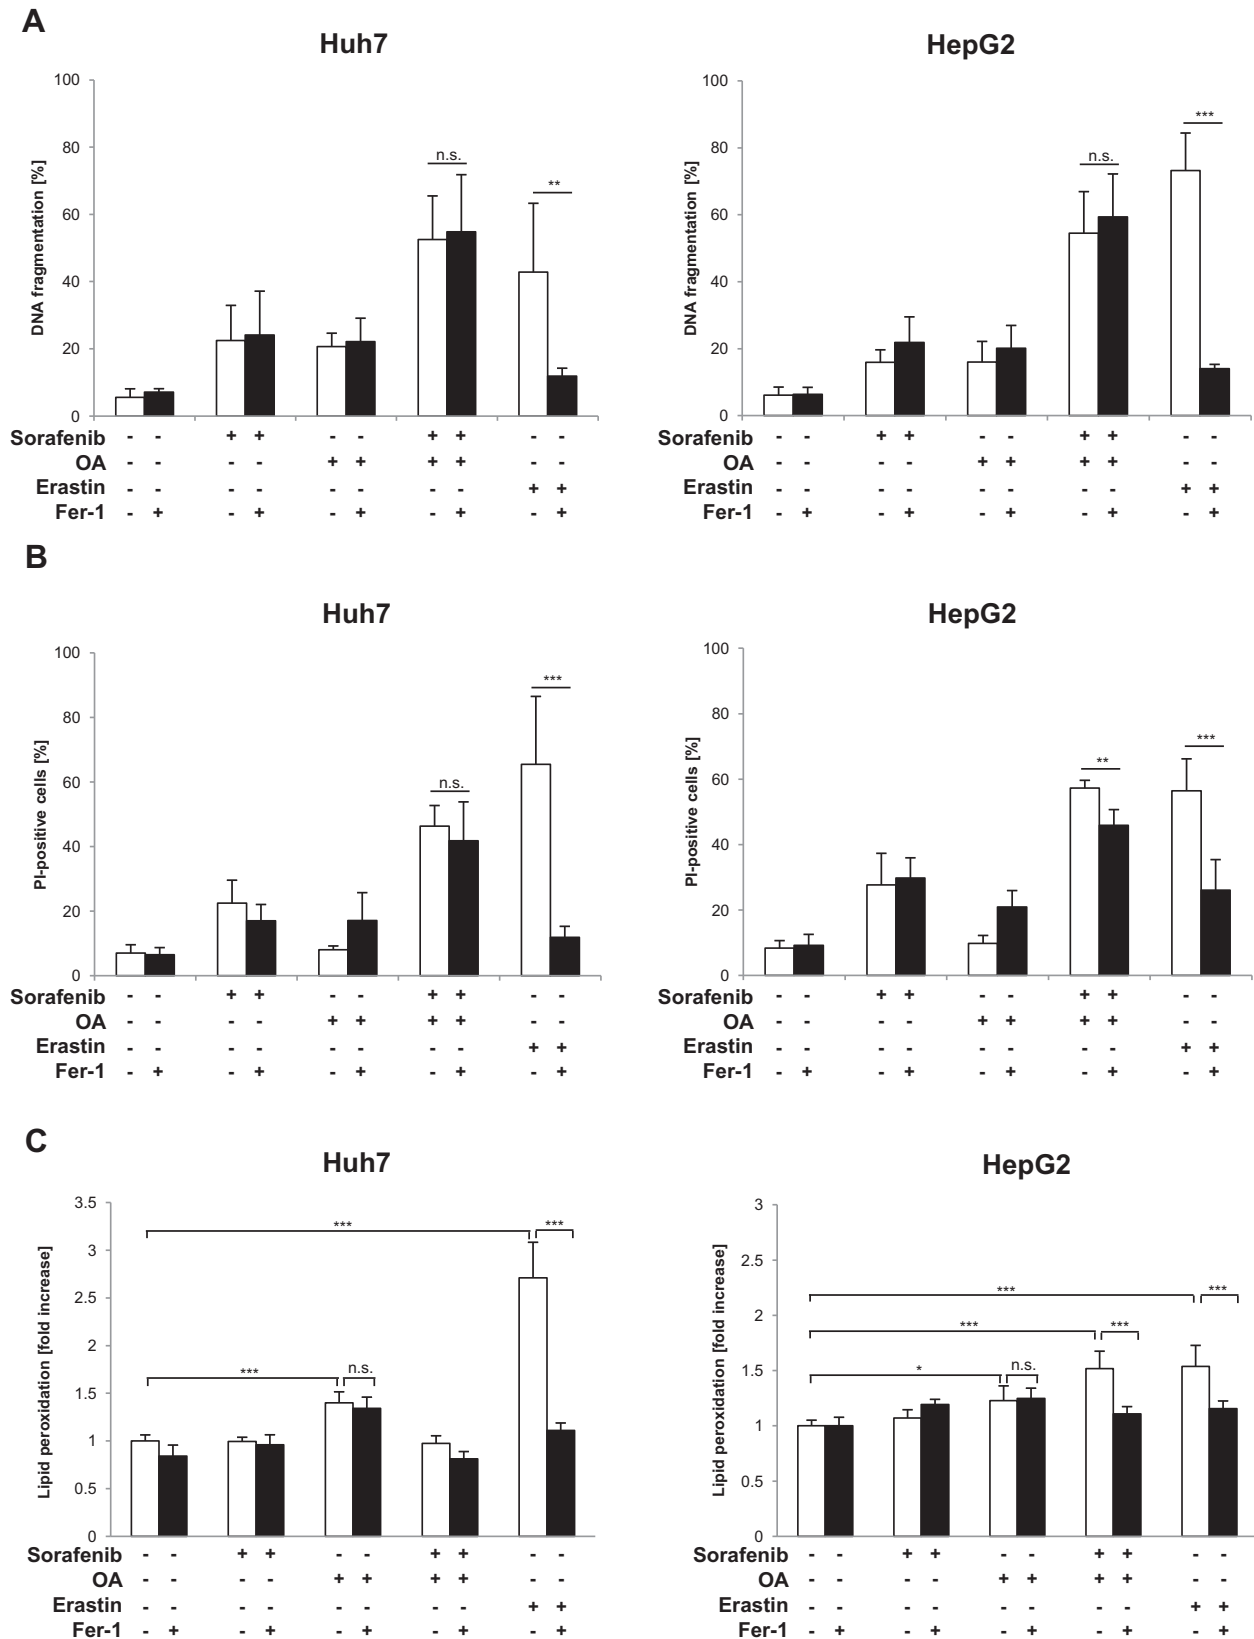 A
Huh7
HepG2
DNA fragmentation [%]
100
80
60
40
20
0
n.s.
**
DNA fragmentation [%]
100
80
60
40
20
0
n.s.
***
Sorafenib - - + + - - + + - -
OA - - - - + + + + - -
Erastin - - - - - - - - + +
Fer-1 - + - + - + - + - +
Sorafenib - - + + - - + + - -
OA - - - - + + + + - -
Erastin - - - - - - - - + +
Fer-1 - + - + - + - + - +
B
Huh7
HepG2
PI-positive cells [%]
100
80
60
40
20
0
n.s.
***
PI-positive cells [%]
100
80
60
40
20
0
**
***
Sorafenib - - + + - - + + - -
OA - - - - + + + + - -
Erastin - - - - - - - - + +
Fer-1 - + - + - + - + - +
Sorafenib - - + + - - + + - -
OA - - - - + + + + - -
Erastin - - - - - - - - + +
Fer-1 - + - + - + - + - +
C
Huh7
HepG2
Lipid peroxidation [fold increase]
3.5
3
2.5
2
1.5
1
0.5
0
***
***
***
n.s.
Lipid peroxidation [fold increase]
3
2.5
2
1.5
1
0.5
0
***
***
***
***
*
n.s.
Sorafenib - - + + - - + + - -
OA - - - - + + + + - -
Erastin - - - - - - - - + +
Fer-1 - + - + - + - + - +
Sorafenib - - + + - - + + - -
OA - - - - + + + + - -
Erastin - - - - - - - - + +
Fer-1 - + - + - + - + - +